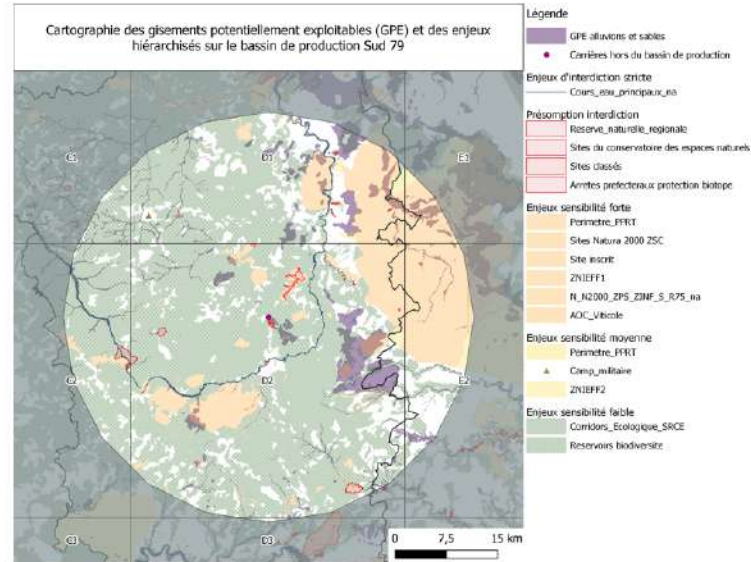 Cartographie des gisements potentiellement exploitables (GPE) et des enjeux
hiérarchisés sur le bassin de production Sud 79
Légende
GPE alluvions et sables
Carrières hors du bassin de production
Enjeux d'interdiction stricte
Cours_eau_principaux_na
Présomption interdiction
Reserve_naturelle_regionale
Sites du conservatoire des espaces naturels
Sites classés
Arretes prefectoraux protection biotope
Enjeux sensibilité forte
Perimetre_PPRT
Sites Natura 2000 ZSC
Site inscrit
ZNIEFF1
N_N2000_ZPS_ZINF_S_R75_na
AOC_Viticole
Enjeux sensibilité moyenne
Perimetre_PPRT
Camp_militaire
ZNIEFF2
Enjeux sensibilité faible
Corridors_Ecologique_SRCE
Reservoirs biodiversite
C1
D1
E1
C2
D2
E2
C3
D3
0 7,5 15 km